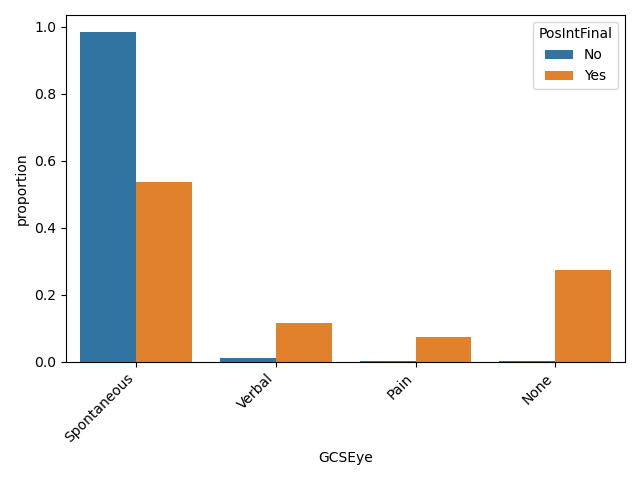 PosIntFinal
No
Yes
1.0
0.8
0.6
0.4
0.2
0.0
proportion
Spontaneous
Verbal
Pain
None
GCSEye